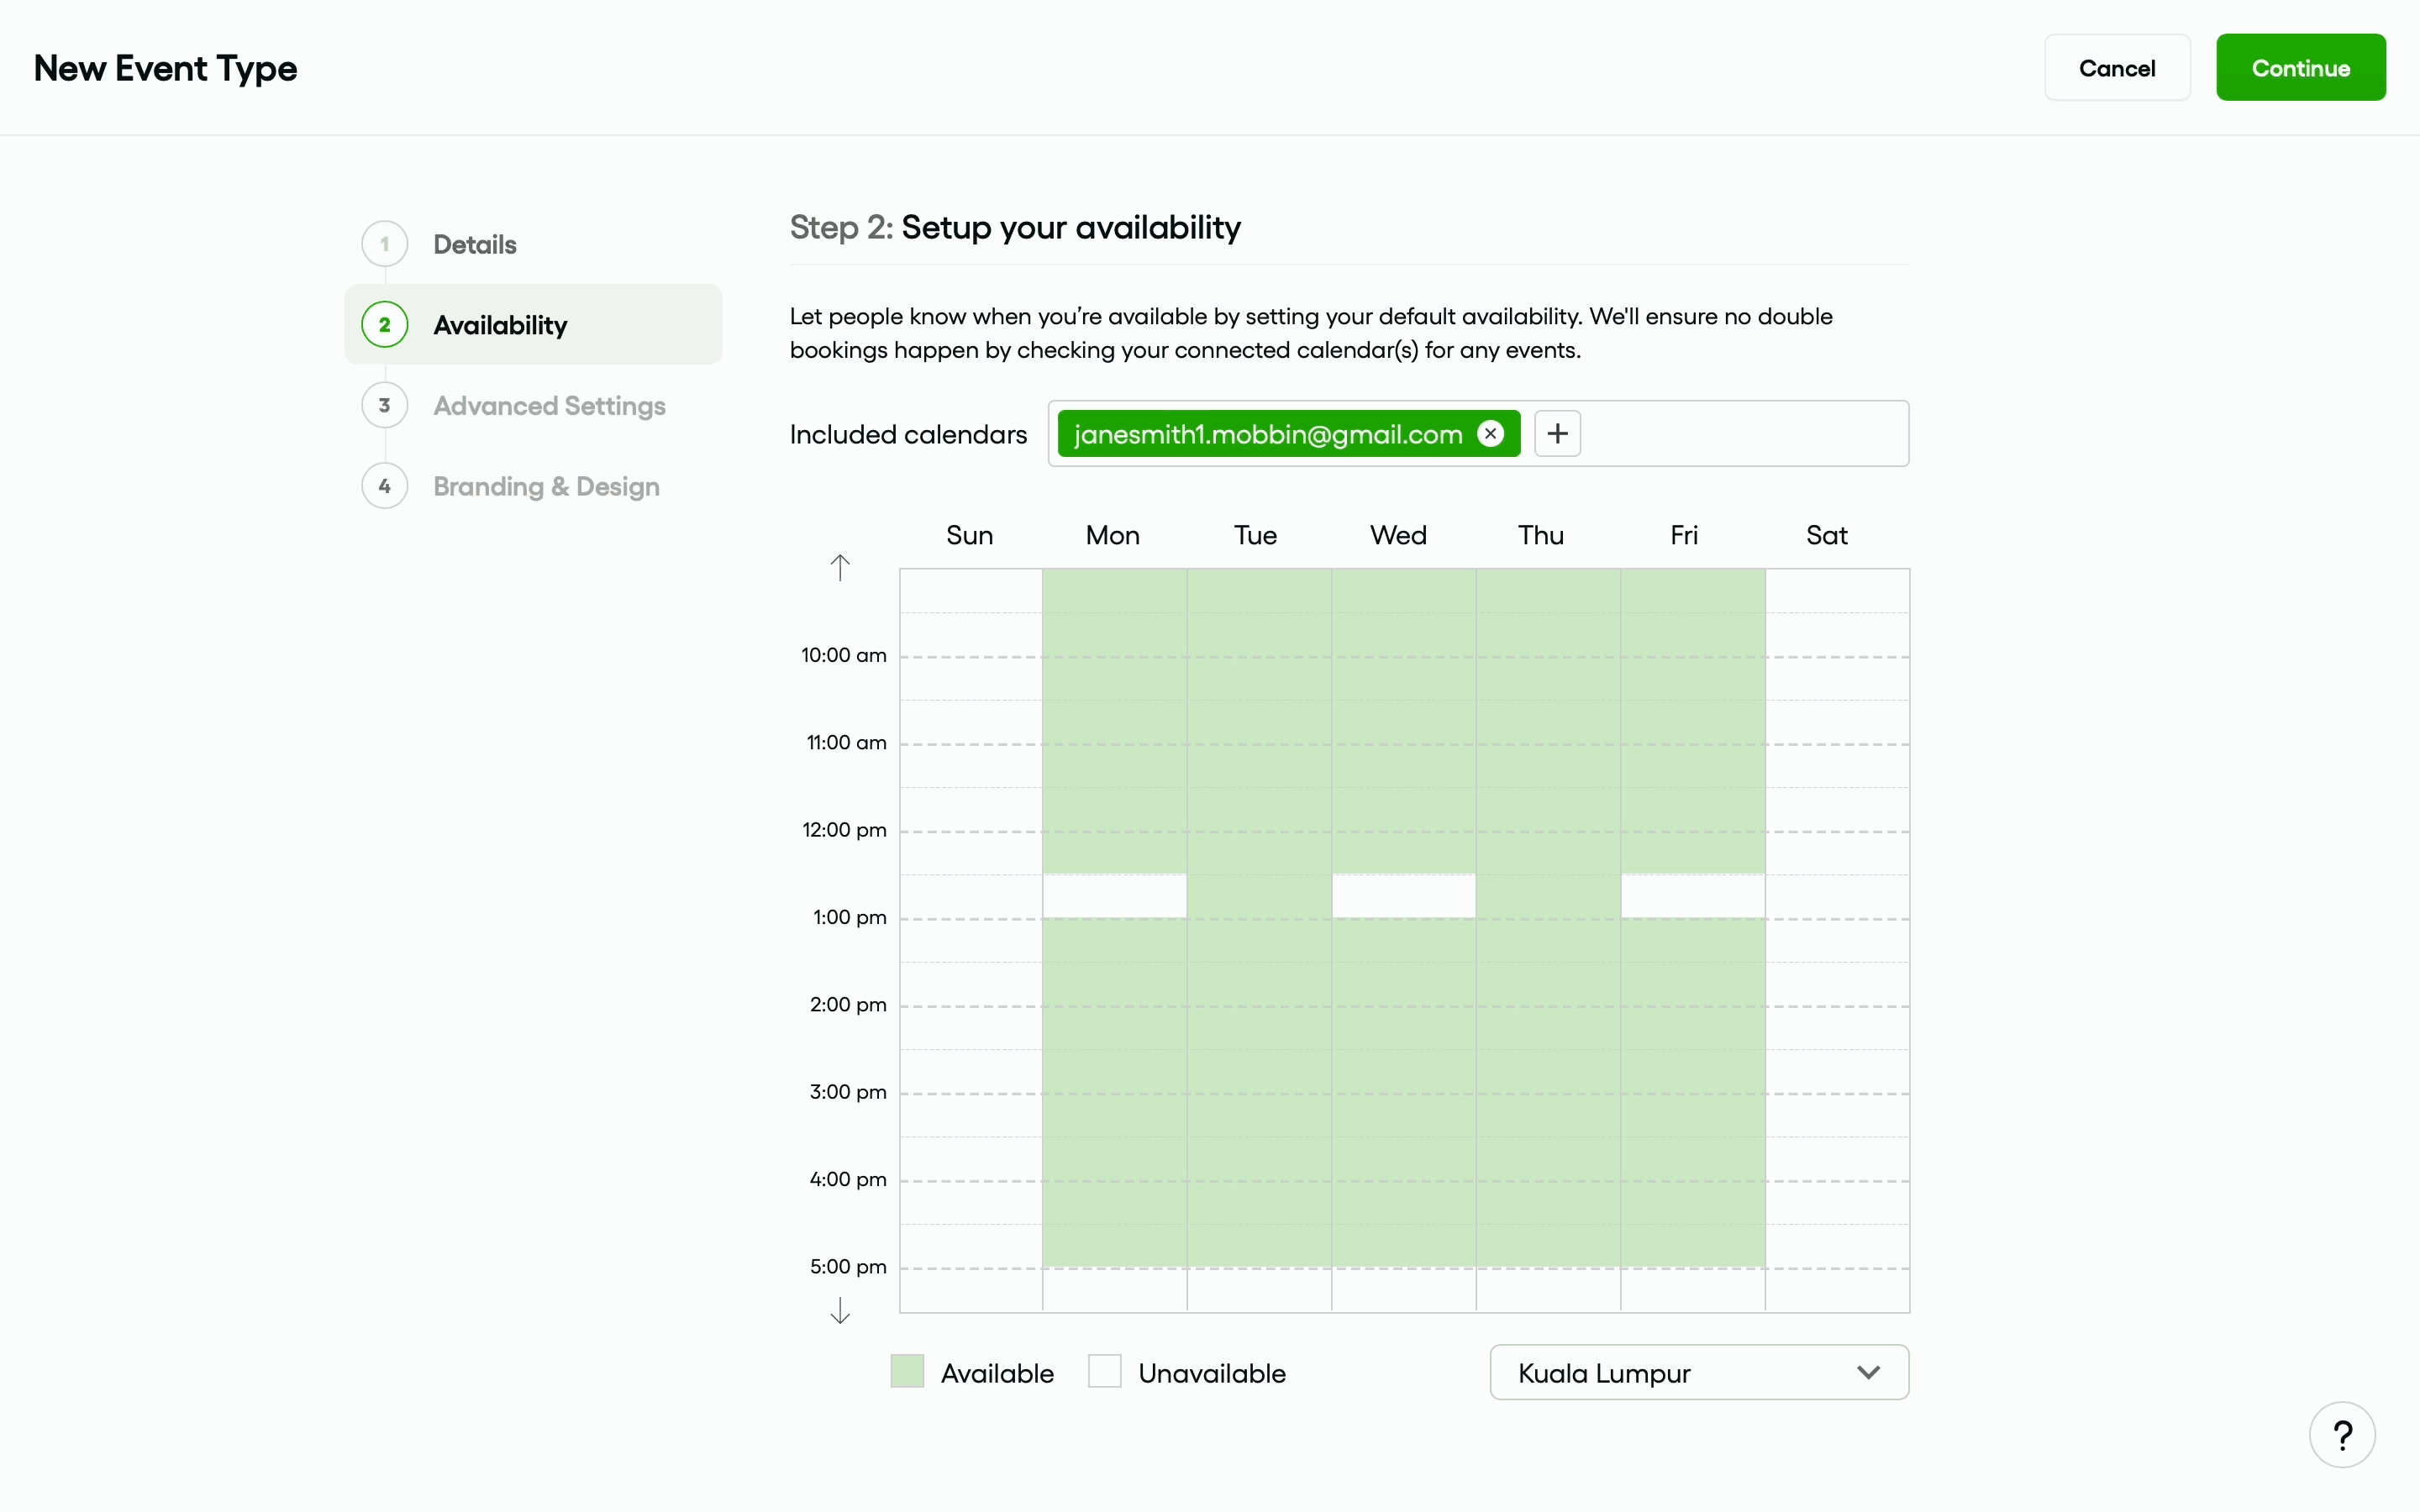 New Event Type
Cancel
Continue
1 Details
2 Availability
3 Advanced Settings
4 Branding & Design
Step 2: Setup your availability
Let people know when you’re available by setting your default availability. We'll ensure no double
bookings happen by checking your connected calendar(s) for any events.
Included calendars janesmith1.mobbin@gmail.com
Sun Mon Tue Wed Thu Fri Sat
10:00 am
11:00 am
12:00 pm
1:00 pm
2:00 pm
3:00 pm
4:00 pm
5:00 pm
Available Unavailable Kuala Lumpur
?